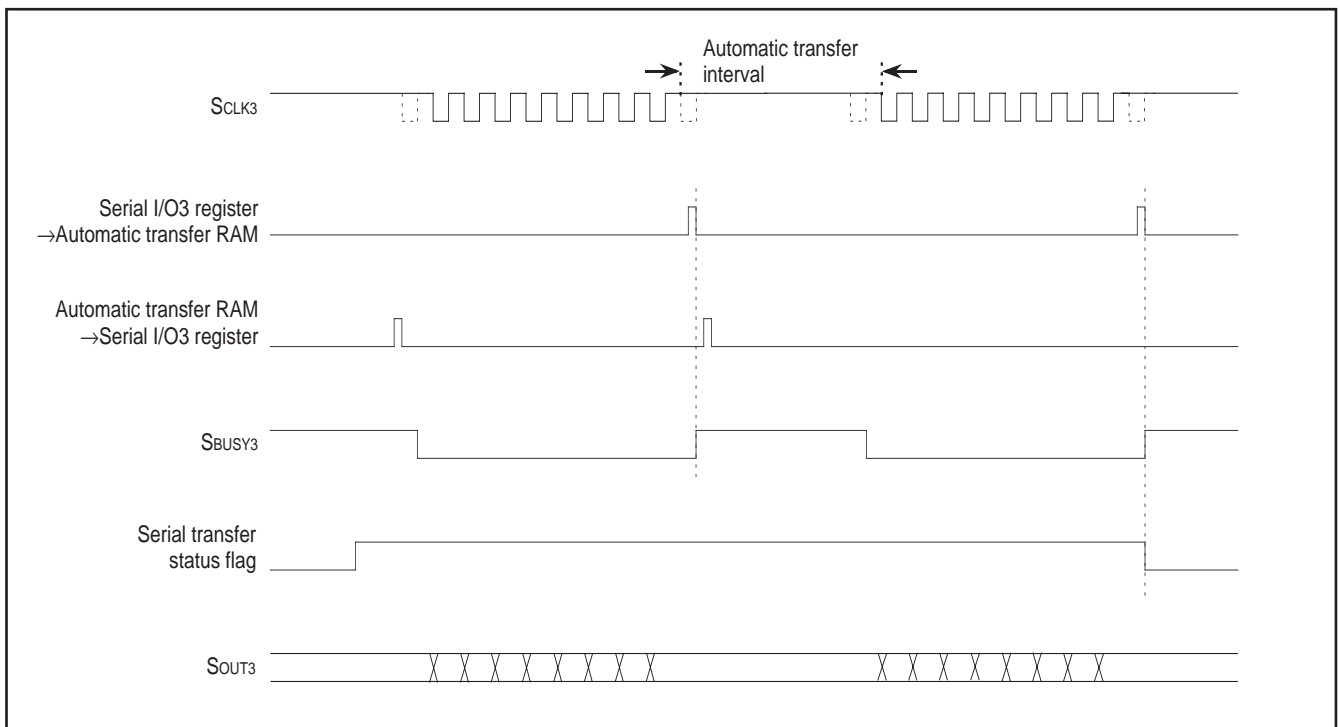 Automatic transfer
interval
SCLK3
Serial I/O3 register
→Automatic transfer RAM
Automatic transfer RAM
→Serial I/O3 register
SBUSY3
Serial transfer
status flag
SOUT3